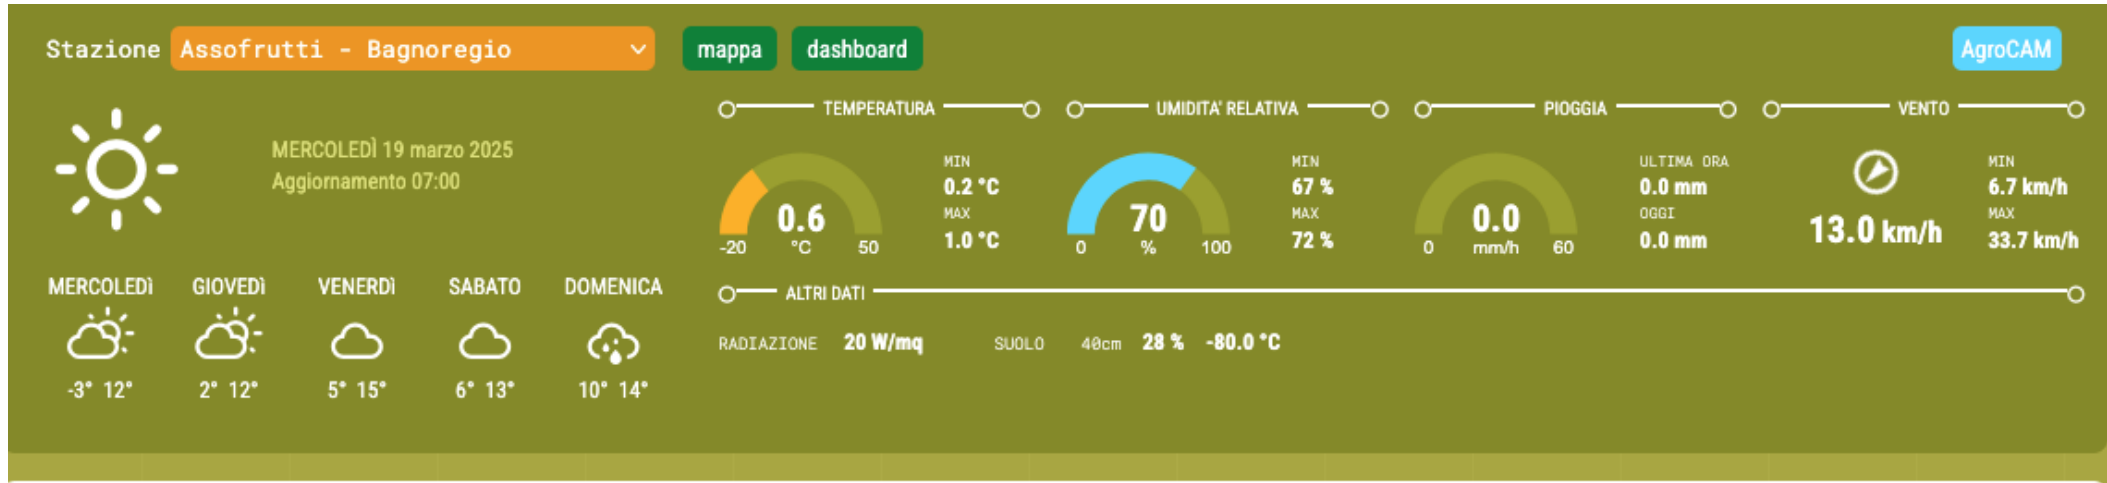 Stazione Assofrutti - Bagnoregio mappa dashboard AgroCAM
MERCOLEDÌ 19 marzo 2025
Aggiornamento 07:00
MERCOLEDÌ GIOVEDÌ VENERDÌ SABATO DOMENICA
-3° 12° 2° 12° 5° 15° 6° 13° 10° 14°
TEMPERATURA
0.6
°C
-20 50
MIN
0.2 °C
MAX
1.0 °C
UMIDITA' RELATIVA
70
%
0 100
MIN
67 %
MAX
72 %
PIOGGIA
0.0
mm/h
0 60
ULTIMA ORA
0.0 mm
OGGI
0.0 mm
VENTO
13.0 km/h
MIN
6.7 km/h
MAX
33.7 km/h
ALTRI DATI
RADIAZIONE 20 W/mq SUOLO 40cm 28 % -80.0 °C